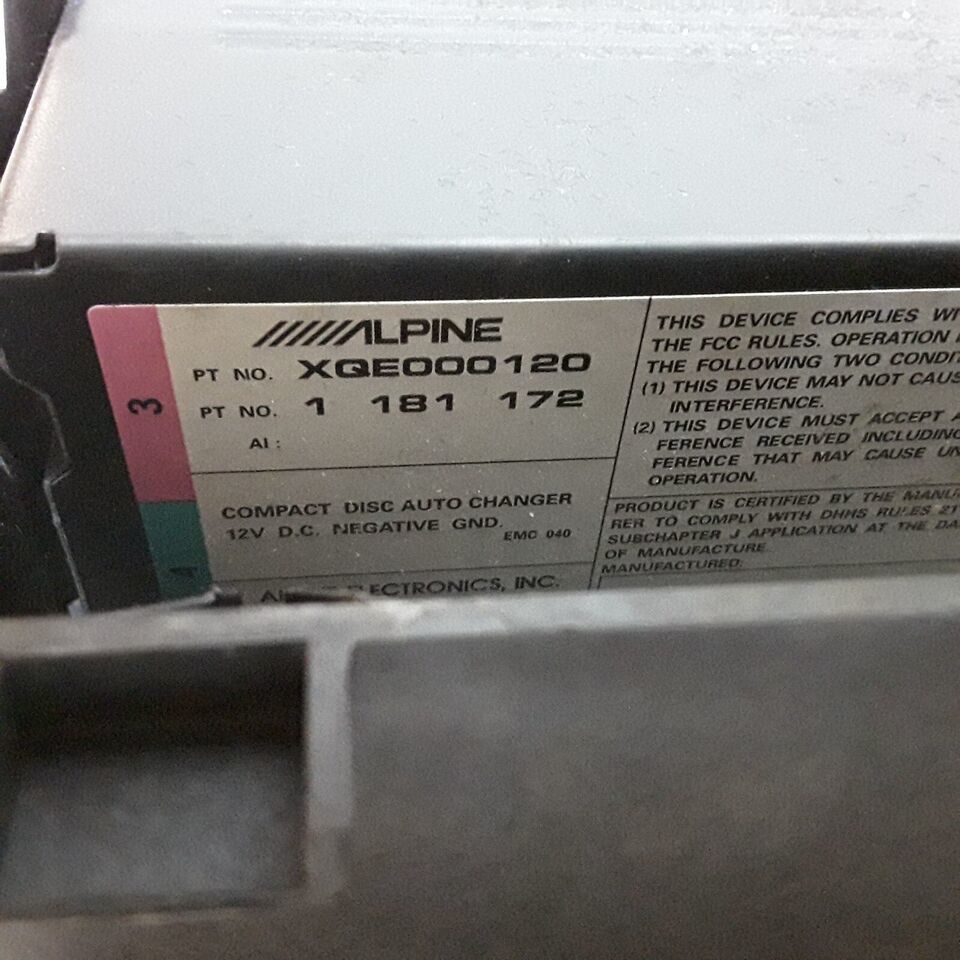 3
4
ALPINE
PT NO. XQE000120
PT NO. 1 181 172
AI :
COMPACT DISC AUTO CHANGER
12V D.C. NEGATIVE GND.
EMC 040
ELECTRONICS, INC.
THIS DEVICE COMPLIES
THE FCC RULES. OPERATION
THE FOLLOWING TWO
(1) THIS DEVICE MAY NOT
INTERFERENCE.
(2) THIS DEVICE MUST ACCEPT
FERENCE RECEIVED INCLUDING
FERENCE THAT MAY CAUSE
OPERATION.
PRODUCT IS CERTIFIED BY THE
RER TO COMPLY WITH DHHS RULES 21
SUBCHAPTER J APPLICATION AT THE
OF MANUFACTURE.
MANUFACTURED: